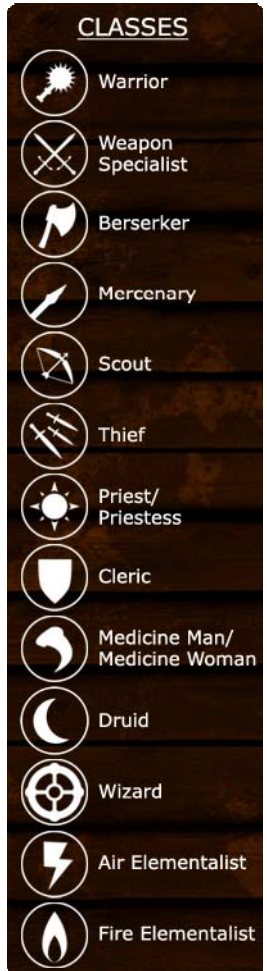 CLASSES
Warrior
Weapon
Specialist
Berserker
Mercenary
Scout
Thief
Priest/
Priestess
Cleric
Medicine Man/
Medicine Woman
Druid
Wizard
Air Elementalist
Fire Elementalist